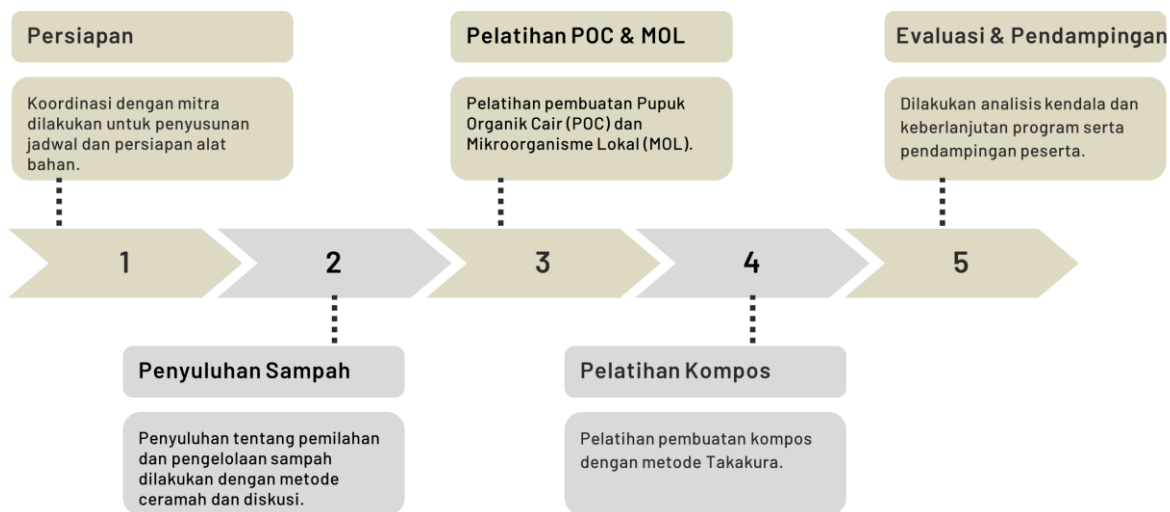 Persiapan
Koordinasi dengan mitra
dilakukan untuk penyusunan
jadwal dan persiapan alat
bahan.
Pelatihan POC & MOL
Pelatihan pembuatan Pupuk
Organik Cair (POC) dan
Mikroorganisme Lokal (MOL).
Evaluasi & Pendampingan
Dilakukan analisis kendala dan
keberlanjutan program serta
pendampingan peserta.
1
2
3
4
5
Penyuluhan Sampah
Penyuluhan tentang pemilahan
dan pengelolaan sampah
dilakukan dengan metode
ceramah dan diskusi.
Pelatihan Kompos
Pelatihan pembuatan kompos
dengan metode Takakura.